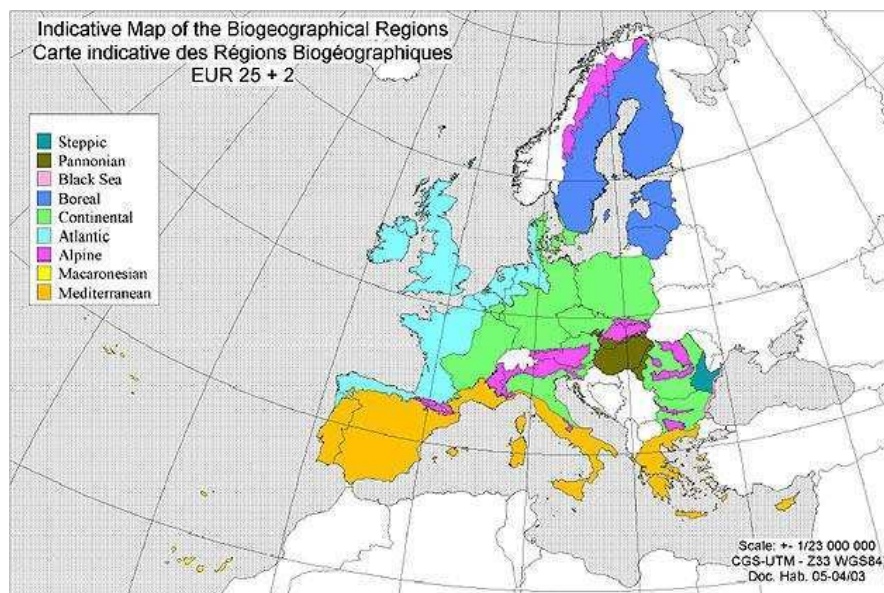 Indicative Map of the Biogeographical Regions
Carte indicative des Régions Biogéographiques
EUR 25 + 2
Steppic
Pannonian
Black Sea
Boreal
Continental
Atlantic
Alpine
Macaronesian
Mediterranean
Scale: +- 1/23 000 000
CGS-UTM - Z33 WGS84
Doc. Hab. 05-04/03